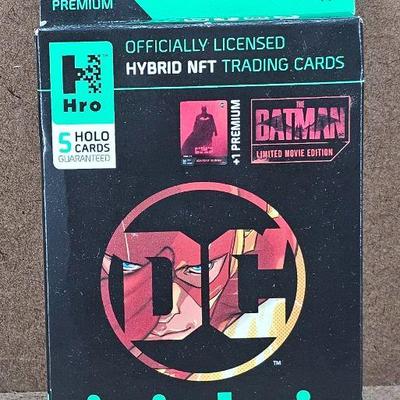 PREMIUM
OFFICIALLY LICENSED
HYBRID NFT TRADING CARDS
Hro
5 HOLO
CARDS
GUARANTEED
+1 PREMIUM
THE
BATMAN
LIMITED MOVIE EDITION
DC
TM